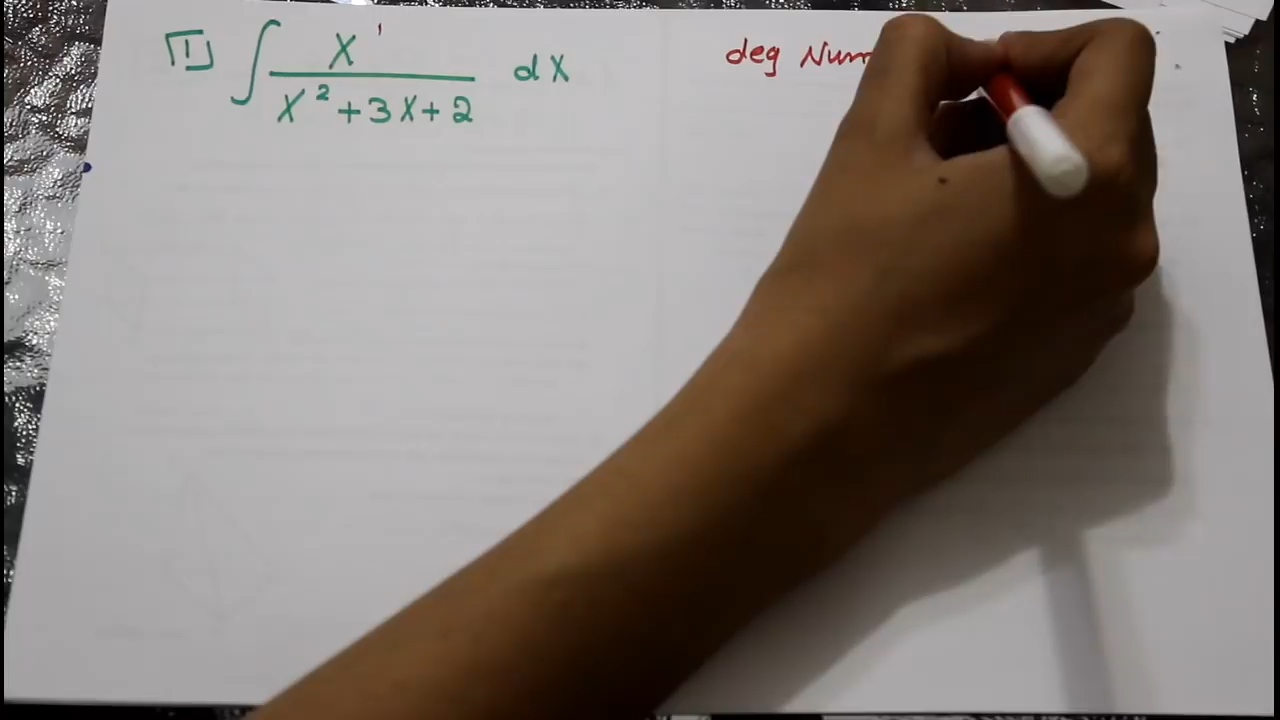 [1] ∫ x¹ / (x² + 3x + 2) dx
deg Num